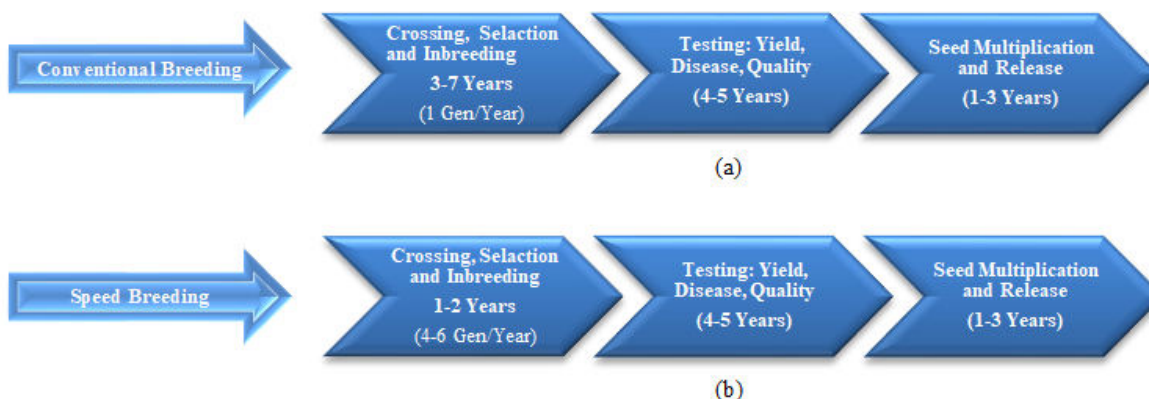 Conventional Breeding
Crossing, Selaction
and Inbreeding
3-7 Years
(1 Gen/Year)
Testing: Yield,
Disease, Quality
(4-5 Years)
Seed Multiplication
and Release
(1-3 Years)
(a)
Speed Breeding
Crossing, Selaction
and Inbreeding
1-2 Years
(4-6 Gen/Year)
Testing: Yield,
Disease, Quality
(4-5 Years)
Seed Multiplication
and Release
(1-3 Years)
(b)